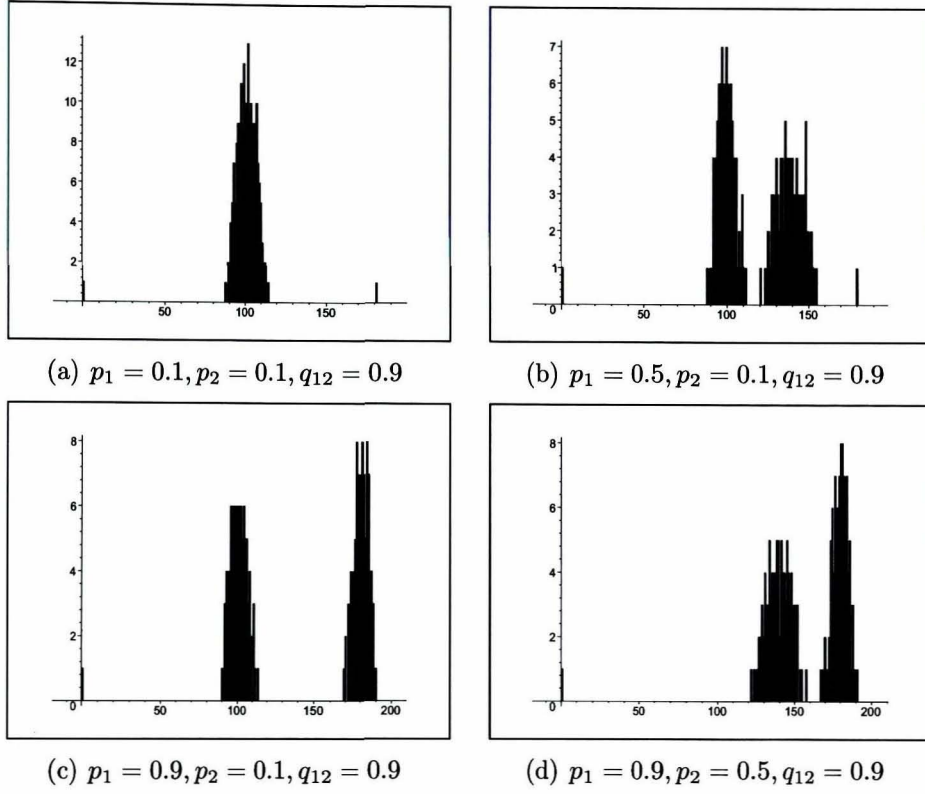 12
10
8
6
4
2
50 100 150
(a) p₁ = 0.1, p₂ = 0.1, q₁₂ = 0.9
7
6
5
4
3
2
1
0 50 100 150
(b) p₁ = 0.5, p₂ = 0.1, q₁₂ = 0.9
8
6
4
2
0 50 100 150 200
(c) p₁ = 0.9, p₂ = 0.1, q₁₂ = 0.9
8
6
4
2
0 50 100 150 200
(d) p₁ = 0.9, p₂ = 0.5, q₁₂ = 0.9